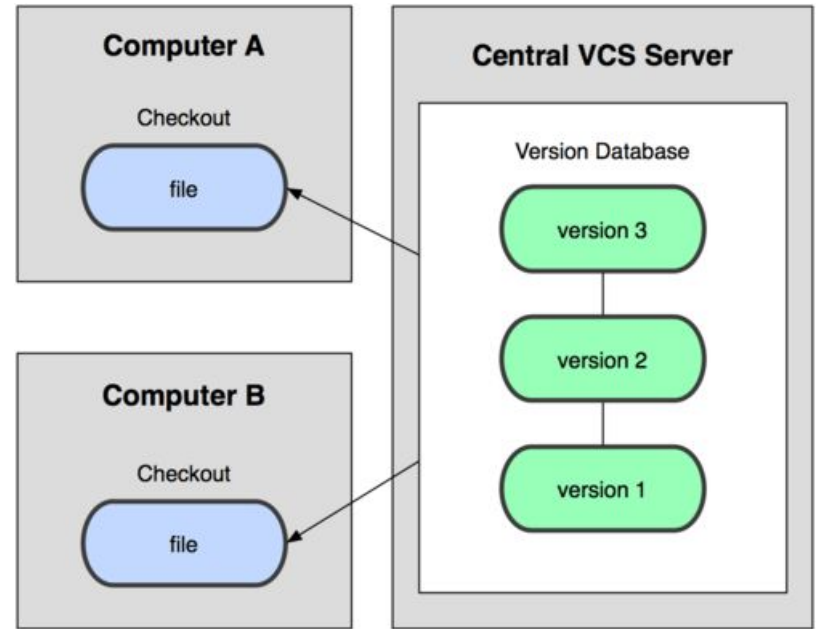 Computer A
Checkout
file
Computer B
Checkout
file
Central VCS Server
Version Database
version 3
version 2
version 1